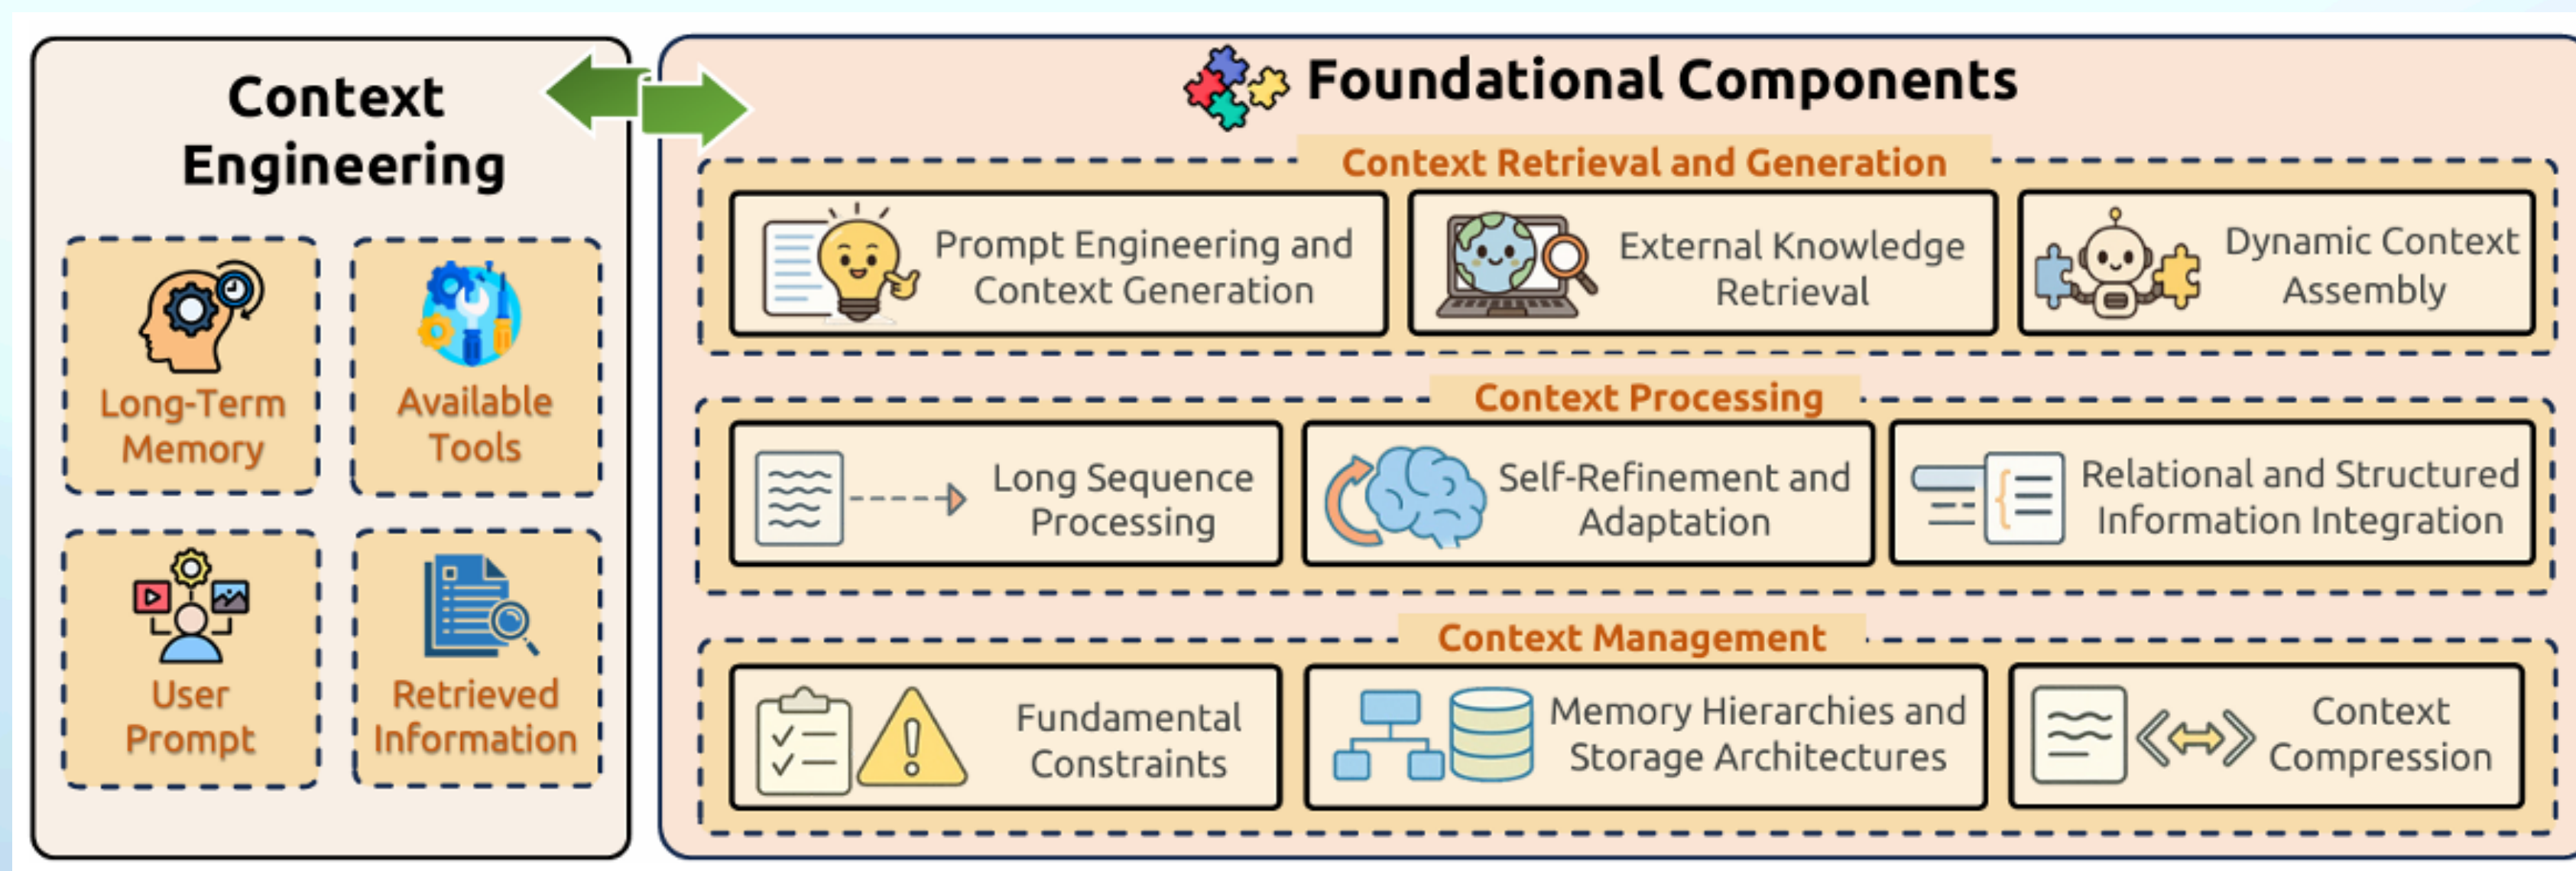 Context
Engineering
Long-Term
Memory
Available
Tools
User
Prompt
Retrieved
Information
Foundational Components
Context Retrieval and Generation
Prompt Engineering and
Context Generation
External Knowledge
Retrieval
Dynamic Context
Assembly
Context Processing
Long Sequence
Processing
Self-Refinement and
Adaptation
Relational and Structured
Information Integration
Context Management
Fundamental
Constraints
Memory Hierarchies and
Storage Architectures
Context
Compression